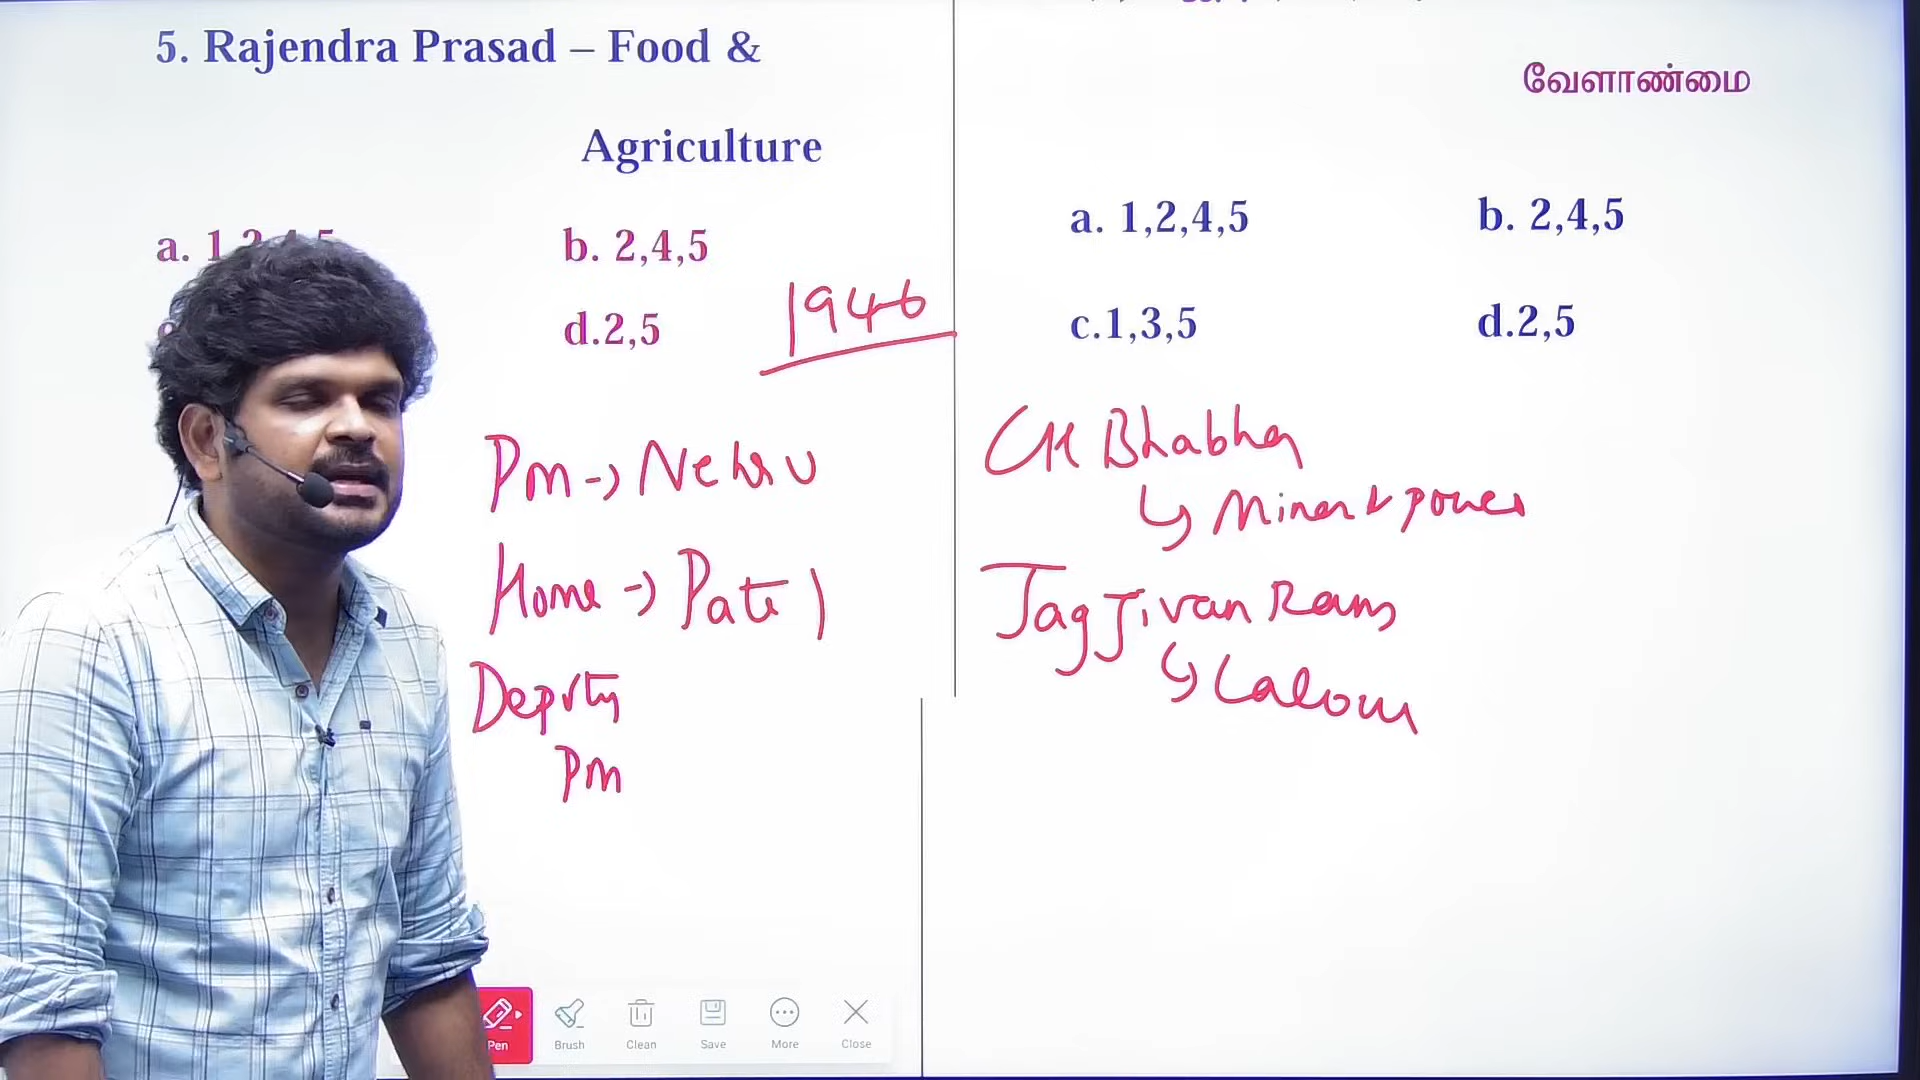 5. Rajendra Prasad – Food &
Agriculture
b. 2,4,5
d.2,5
1946
Pm -> Nehru
Home -> Patel
Deputy
Pm
வேளாண்மை
a. 1,2,4,5
b. 2,4,5
c.1,3,5
d.2,5
CH Bhabha
Mines & power
Jag Jivan Ram
Labour
Pen
Brush
Clean
Save
More
Close